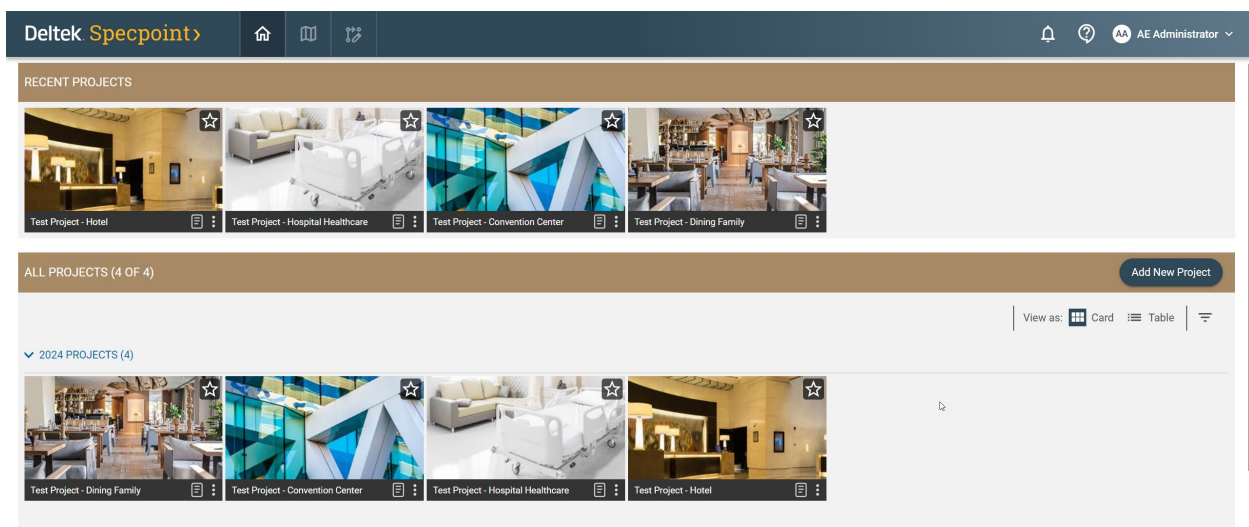 Deltek Specpoint>
AA AE Administrator
RECENT PROJECTS
Test Project - Hotel
Test Project - Hospital Healthcare
Test Project - Convention Center
Test Project - Dining Family
ALL PROJECTS (4 OF 4)
Add New Project
View as: Card Table
2024 PROJECTS (4)
Test Project - Dining Family
Test Project - Convention Center
Test Project - Hospital Healthcare
Test Project - Hotel